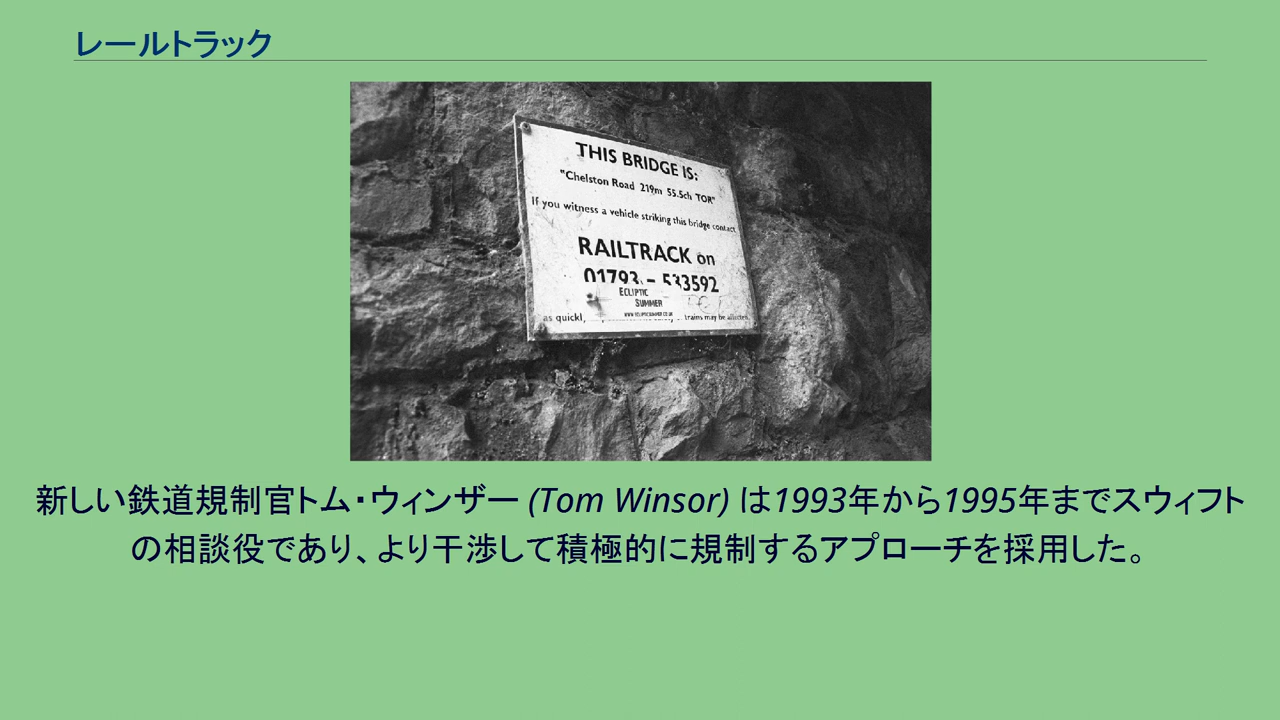 レールトラック
THIS BRIDGE IS:
"Chelston Road 219m 55.5ch TOR"
If you witness a vehicle striking this bridge contact
RAILTRACK on
01793 - 533592
ECLIPTIC
SUMMER
WWW.ECLIPTICSUMMER.CO.UK
as quickl, trains may be affected.
新しい鉄道規制官トム・ウィンザー (Tom Winsor) は1993年から1995年までスウィフト
の相談役であり、より干渉して積極的に規制するアプローチを採用した。